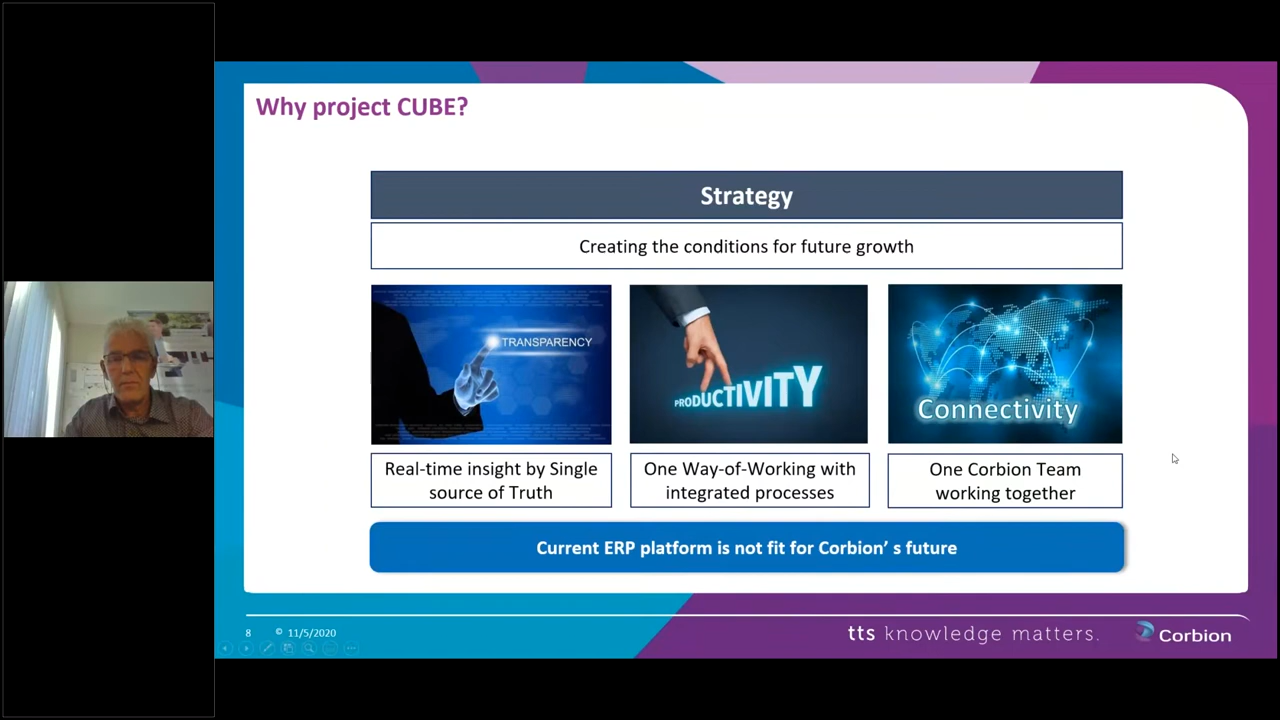 Why project CUBE?
Strategy
Creating the conditions for future growth
TRANSPARENCY
PRODUCTIVITY
Connectivity
Real-time insight by Single
source of Truth
One Way-of-Working with
integrated processes
One Corbion Team
working together
Current ERP platform is not fit for Corbion’ s future
8 © 11/5/2020
tts knowledge matters.
Corbion